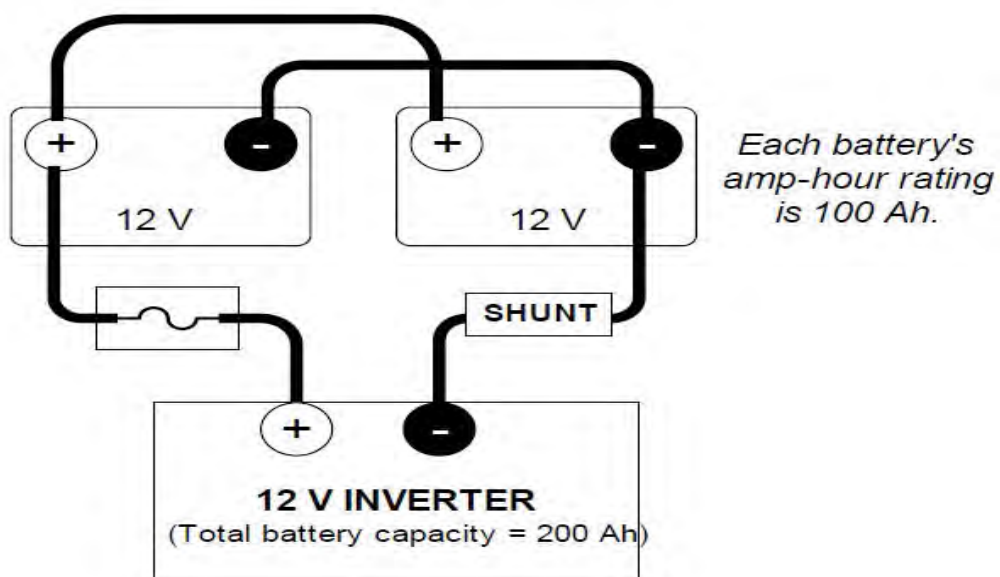 + - + -
12 V 12 V
Each battery's
amp-hour rating
is 100 Ah.
SHUNT
+ -
12 V INVERTER
(Total battery capacity = 200 Ah)